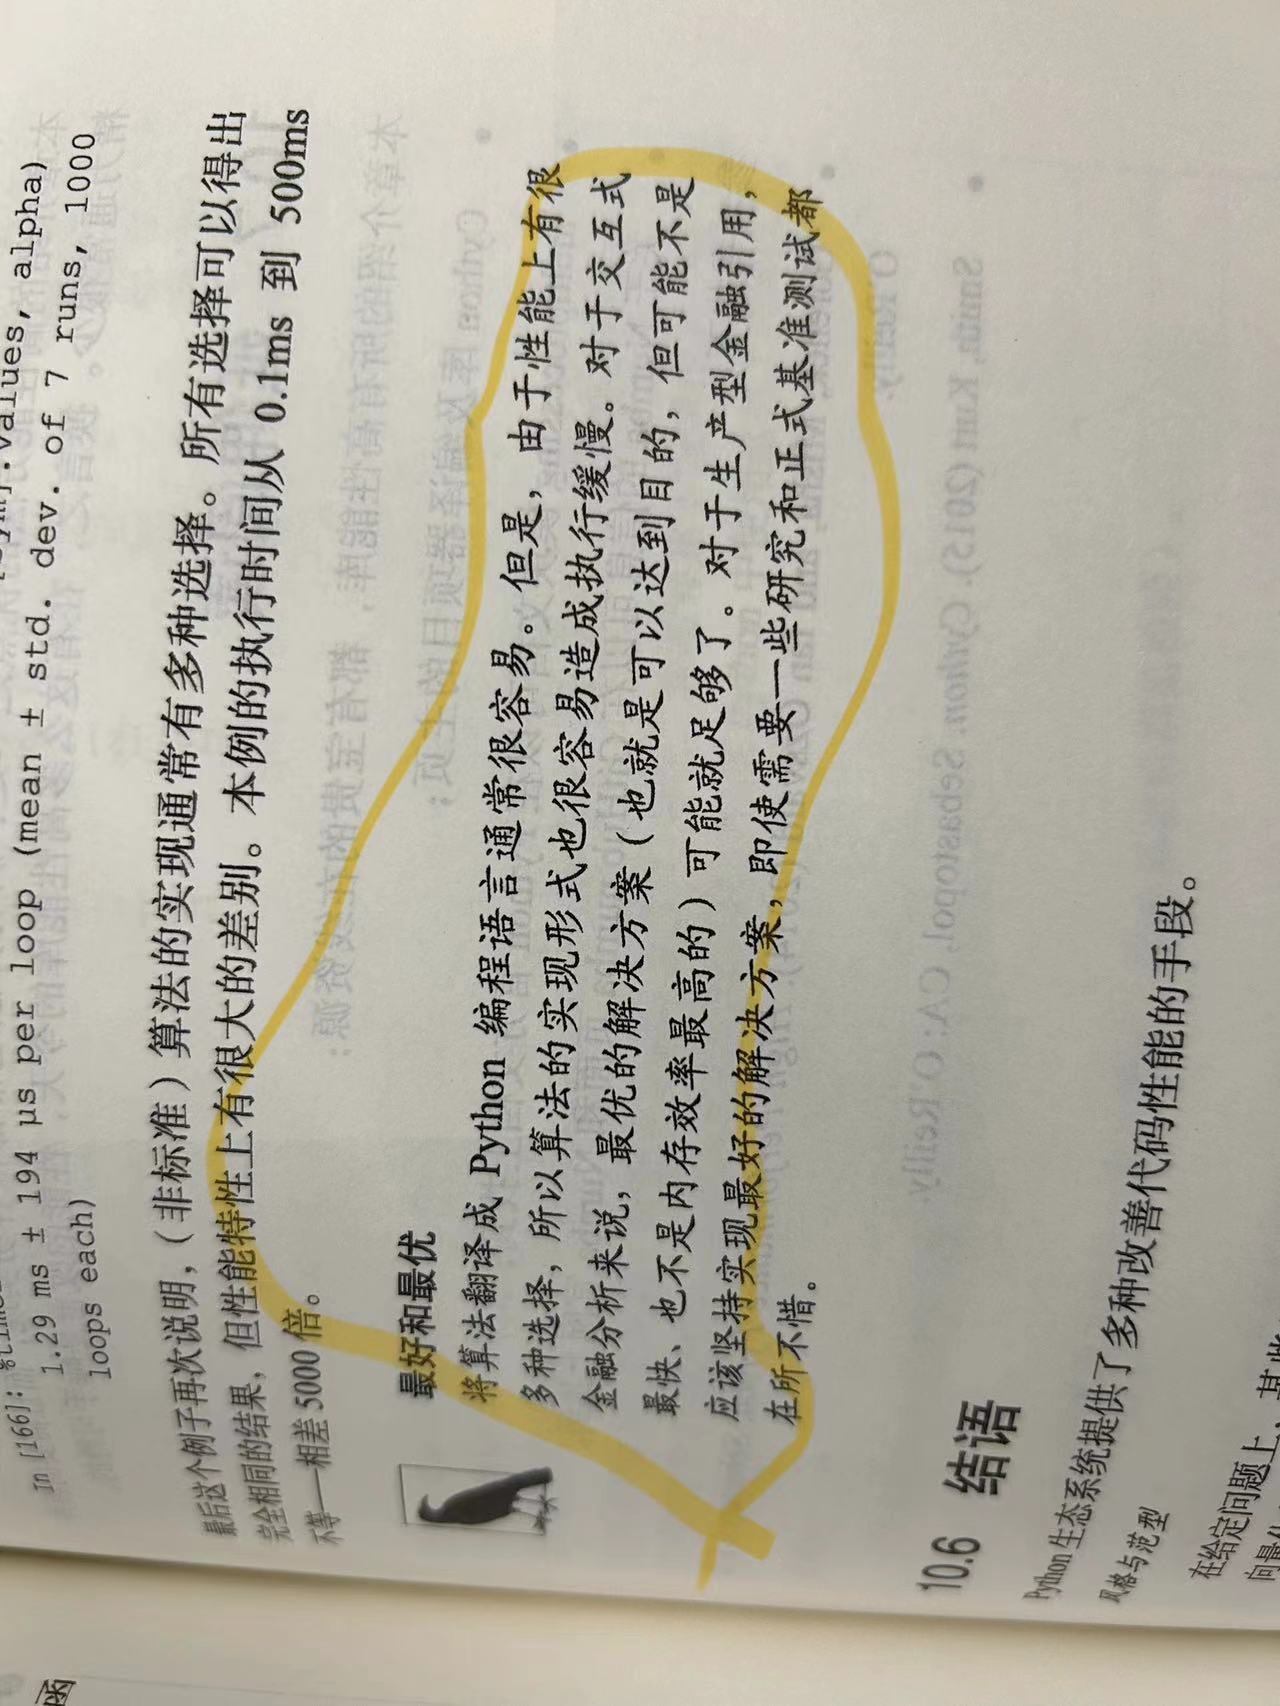 alues, alpha)
1.29 ms ± 194 µs per loop (mean ± std. dev. of 7 runs, 1000
loops each)
最后这个例子再次说明，（非标准）算法的实现通常有多种选择。所有选择可以得出
完全相同的结果，但性能特性上有很大的差别。本例的执行时间从 0.1ms 到 500ms
不等——相差 5000 倍。
最好和最优
将算法翻译成 Python 编程语言通常很容易。但是，由于性能上有很
多种选择，所以算法的实现形式也很容易造成执行缓慢。对于交互式
金融分析来说，最优的解决方案（也就是可以达到目的，但可能不是
最快、也不是内存效率最高的）可能就足够了。对于生产型金融引用，
应该坚持实现最好的解决方案，即使需要一些研究和正式基准测试都
在所不惜。
10.6 结语
Python 生态系统提供了多种改善代码性能的手段。
风格与范型
在给定问题上，某些